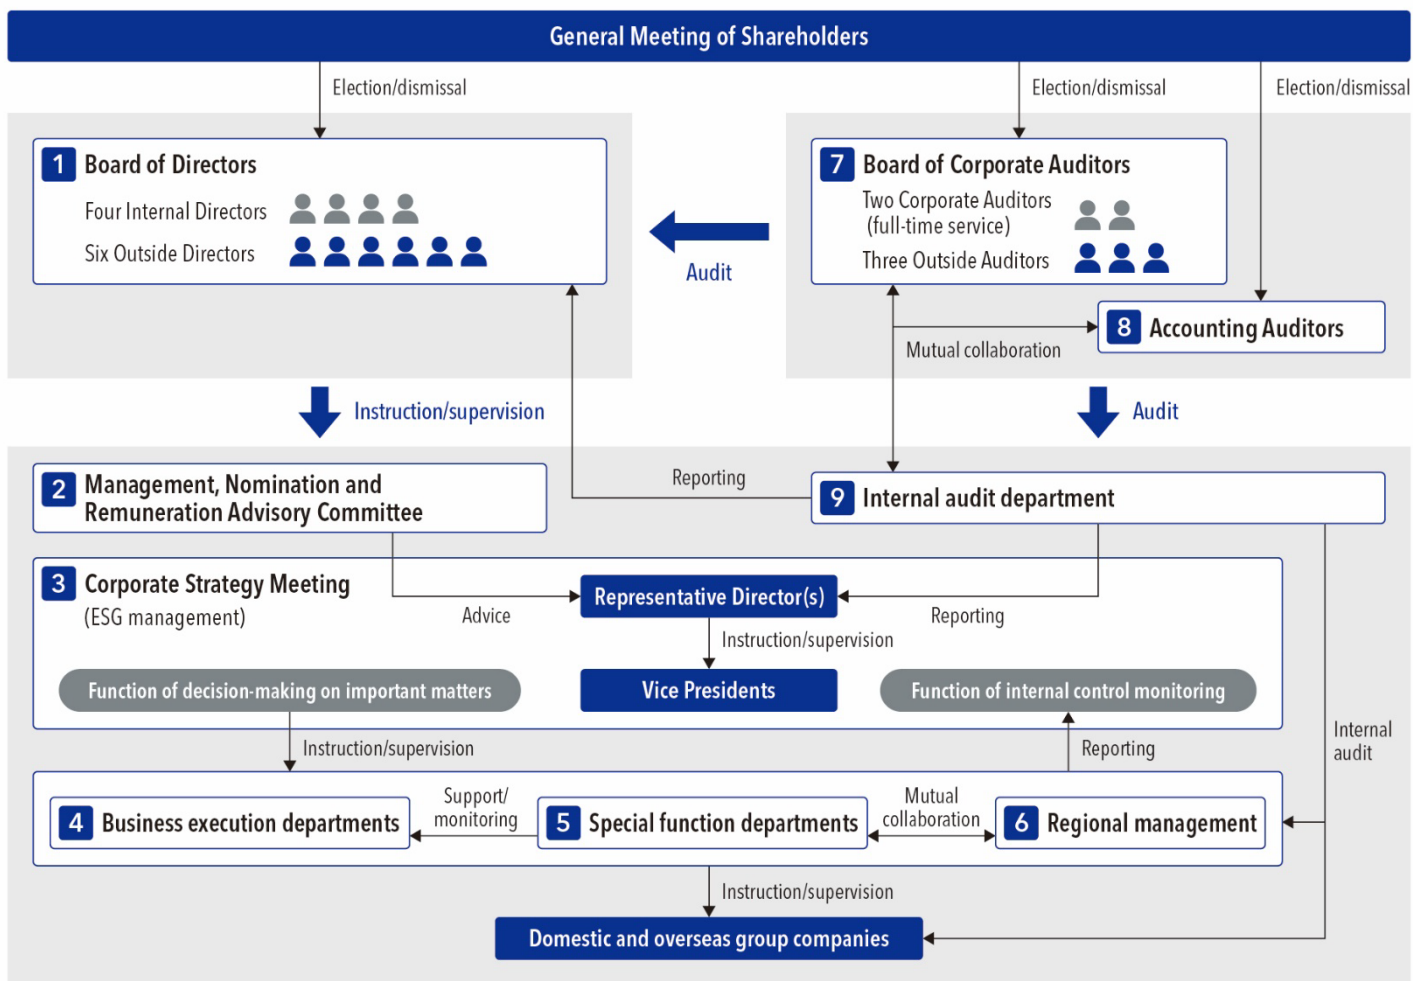 General Meeting of Shareholders
Election/dismissal
Election/dismissal
Election/dismissal
1 Board of Directors
Four Internal Directors
Six Outside Directors
Audit
7 Board of Corporate Auditors
Two Corporate Auditors
(full-time service)
Three Outside Auditors
8 Accounting Auditors
Mutual collaboration
Instruction/supervision
Audit
2 Management, Nomination and
Remuneration Advisory Committee
Reporting
9 Internal audit department
3 Corporate Strategy Meeting
(ESG management)
Advice
Representative Director(s)
Reporting
Instruction/supervision
Function of decision-making on important matters
Vice Presidents
Function of internal control monitoring
Instruction/supervision
Reporting
Internal
audit
4 Business execution departments
Support/
monitoring
5 Special function departments
Mutual
collaboration
6 Regional management
Instruction/supervision
Domestic and overseas group companies